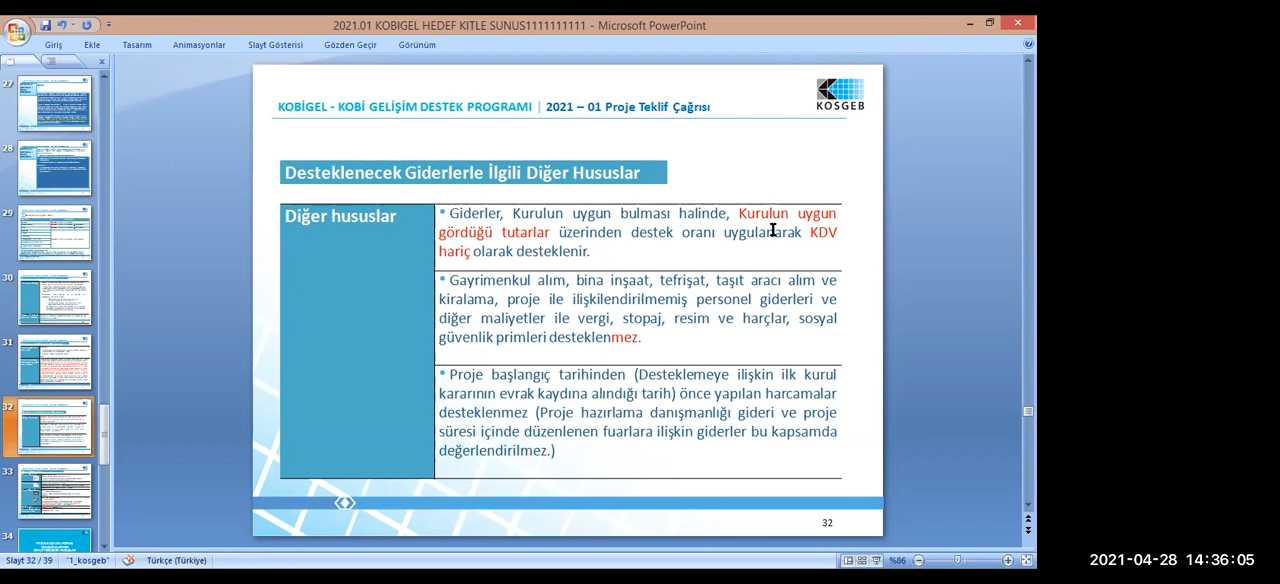 2021.01 KOBIGEL HEDEF KITLE SUNUS1111111111 - Microsoft PowerPoint
Giriş Ekle Tasarım Animasyonlar Slayt Gösterisi Gözden Geçir Görünüm
27
28
29
30
31
32
33
34
KOBİGEL - KOBİ GELİŞİM DESTEK PROGRAMI | 2021 – 01 Proje Teklif Çağrısı
KOSGEB
Desteklenecek Giderlerle İlgili Diğer Hususlar
Diğer hususlar
• Giderler, Kurulun uygun bulması halinde, Kurulun uygun
gördüğü tutarlar üzerinden destek oranı uygulanarak KDV
hariç olarak desteklenir.
• Gayrimenkul alım, bina inşaat, tefrişat, taşıt aracı alım ve
kiralama, proje ile ilişkilendirilmemiş personel giderleri ve
diğer maliyetler ile vergi, stopaj, resim ve harçlar, sosyal
güvenlik primleri desteklenmez.
• Proje başlangıç tarihinden (Desteklemeye ilişkin ilk kurul
kararının evrak kaydına alındığı tarih) önce yapılan harcamalar
desteklenmez (Proje hazırlama danışmanlığı gideri ve proje
süresi içinde düzenlenen fuarlara ilişkin giderler bu kapsamda
değerlendirilmez.)
32
Slayt 32 / 39 "1_kosgeb" Türkçe (Türkiye) %86
2021-04-28 14:36:05